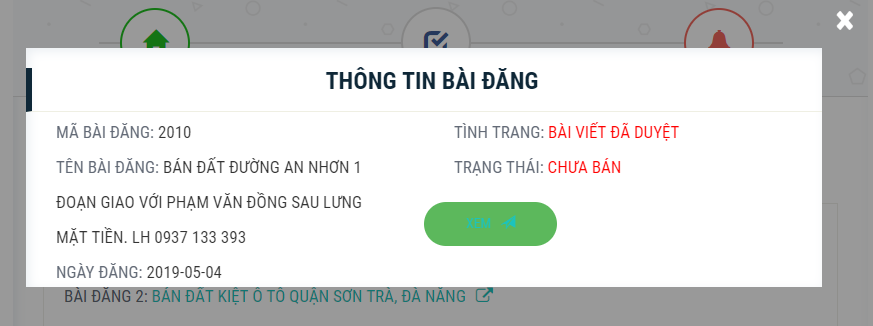 THÔNG TIN BÀI ĐĂNG
MÃ BÀI ĐĂNG: 2010
TÊN BÀI ĐĂNG: BÁN ĐẤT ĐƯỜNG AN NHƠN 1
ĐOẠN GIAO VỚI PHẠM VĂN ĐỒNG SAU LƯNG
MẶT TIỀN. LH 0937 133 393
NGÀY ĐĂNG: 2019-05-04
TÌNH TRANG: BÀI VIẾT ĐÃ DUYỆT
TRẠNG THÁI: CHƯA BÁN
BÀI ĐĂNG 2: BÁN ĐẤT KIỆT Ô TÔ QUẬN SƠN TRÀ, ĐÀ NẴNG